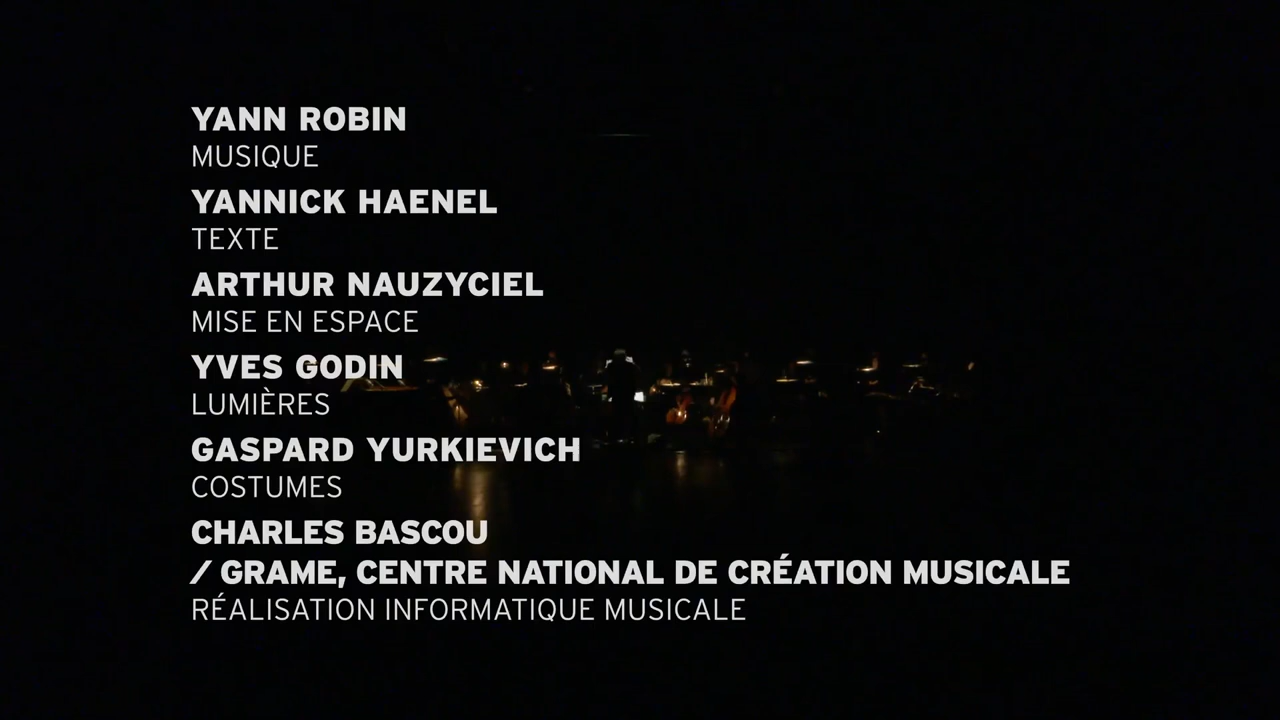 YANN ROBIN
MUSIQUE
YANNICK HAENEL
TEXTE
ARTHUR NAUZYCIEL
MISE EN ESPACE
YVES GODIN
LUMIÈRES
GASPARD YURKIEVICH
COSTUMES
CHARLES BASCOU
/ GRAME, CENTRE NATIONAL DE CRÉATION MUSICALE
RÉALISATION INFORMATIQUE MUSICALE